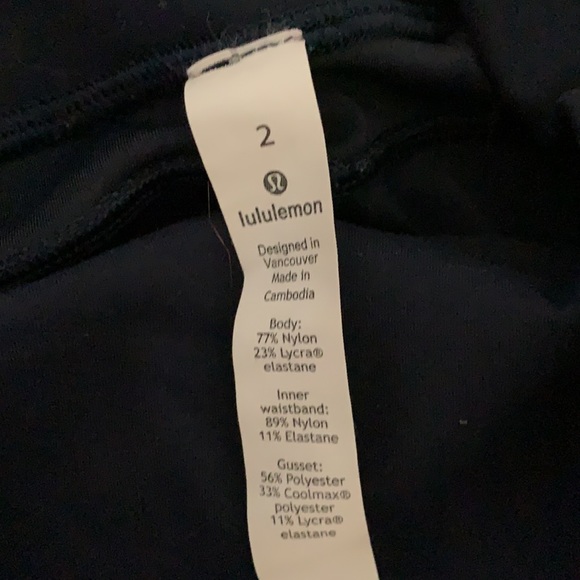 2
lululemon
Designed in
Vancouver
Made in
Cambodia
Body:
77% Nylon
23% Lycra®
elastane
Inner
waistband:
89% Nylon
11% Elastane
Gusset:
56% Polyester
33% Coolmax®
polyester
11% Lycra®
elastane